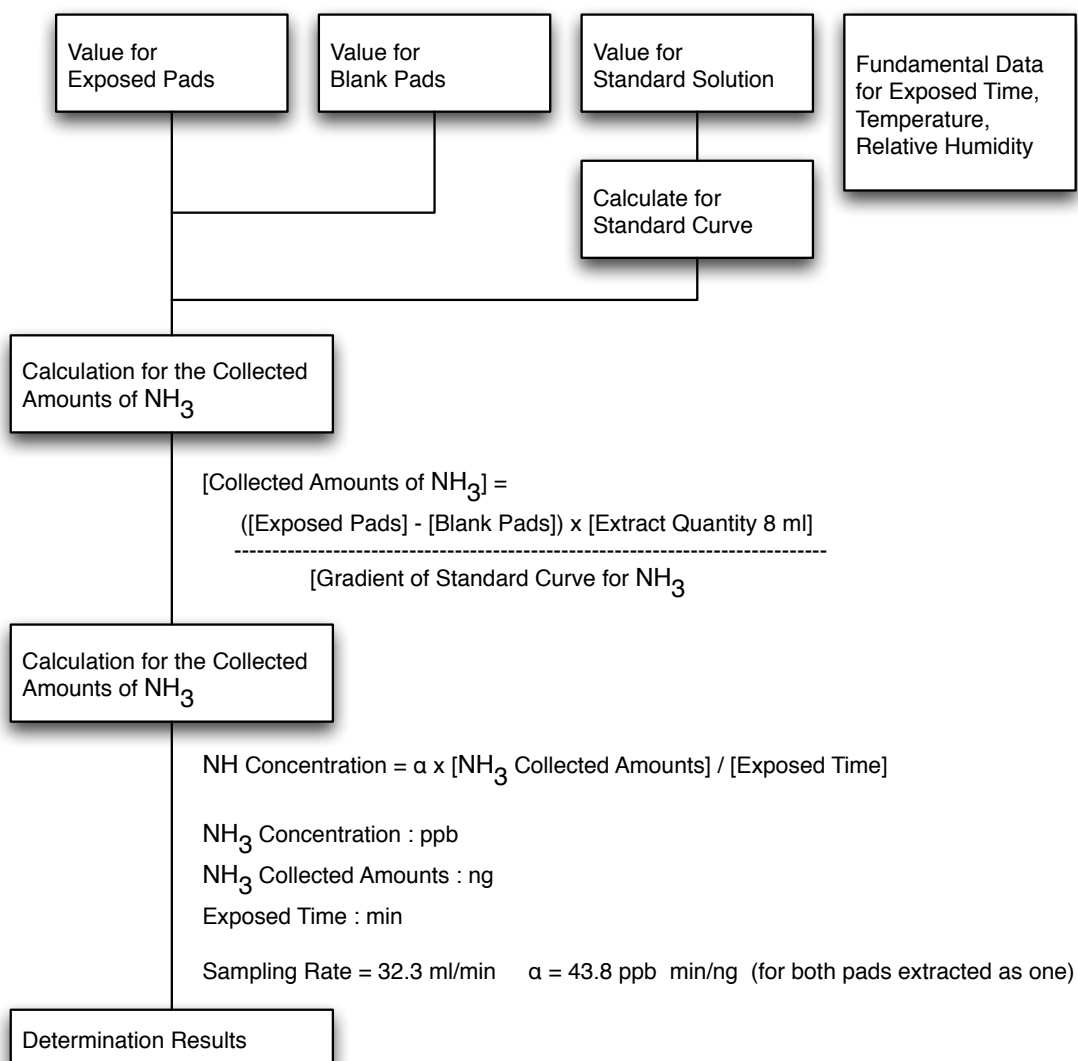 Value for
Exposed Pads
Value for
Blank Pads
Value for
Standard Solution
Fundamental Data
for Exposed Time,
Temperature,
Relative Humidity
Calculate for
Standard Curve
Calculation for the Collected
Amounts of NH3
[Collected Amounts of NH3] =
([Exposed Pads] - [Blank Pads]) x [Extract Quantity 8 ml]
-------------------------------------------------------------------------------
[Gradient of Standard Curve for NH3
Calculation for the Collected
Amounts of NH3
NH Concentration = α x [NH3 Collected Amounts] / [Exposed Time]
NH3 Concentration : ppb
NH3 Collected Amounts : ng
Exposed Time : min
Sampling Rate = 32.3 ml/min α = 43.8 ppb min/ng (for both pads extracted as one)
Determination Results